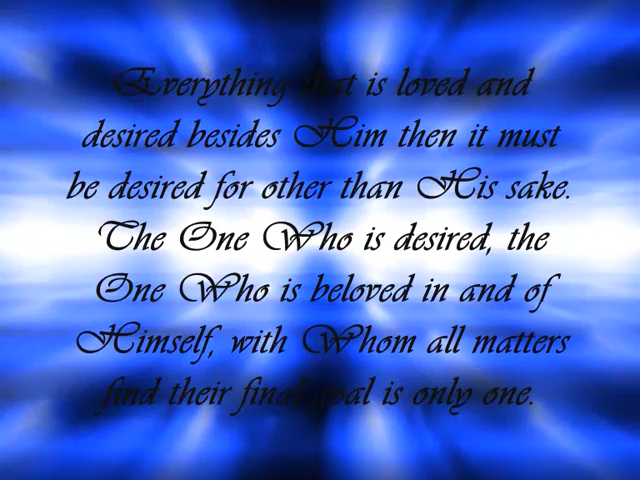 Everything that is loved and
desired besides Him then it must
be desired for other than His sake.
The One Who is desired, the
One Who is beloved in and of
Himself, with Whom all matters
find their final goal is only one.